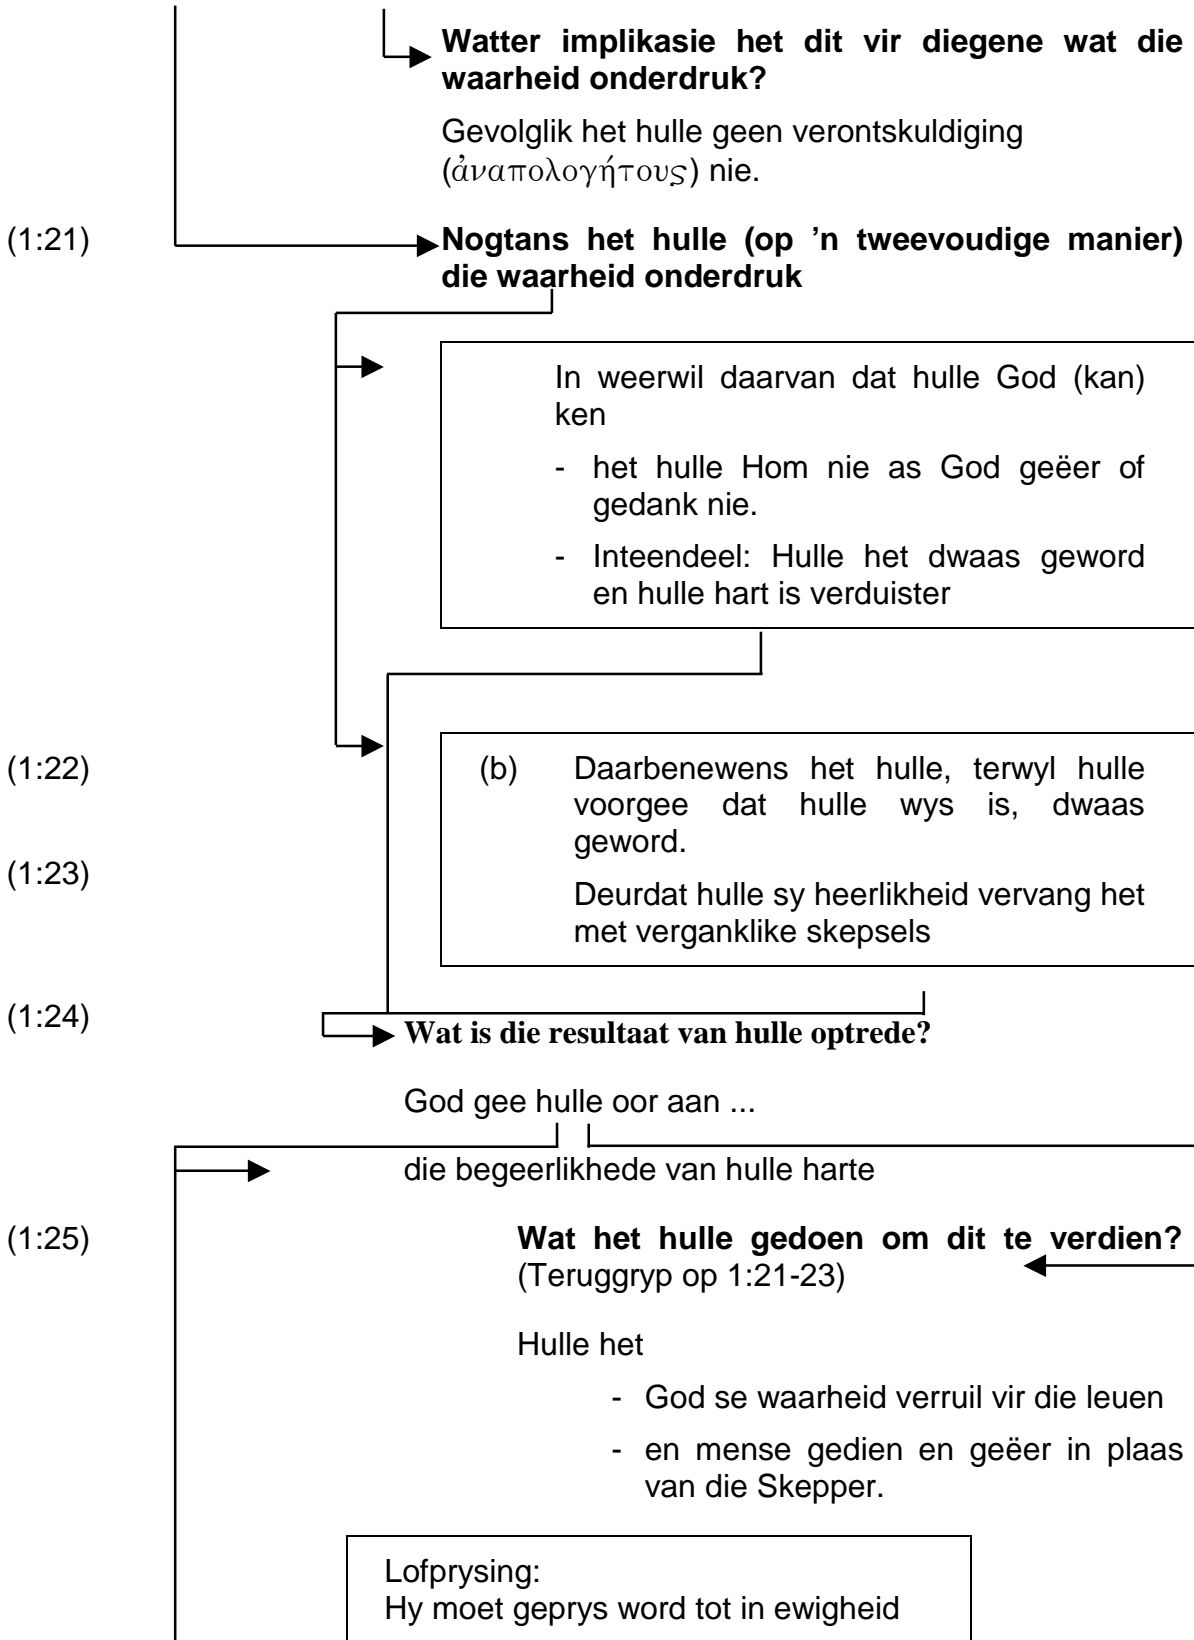 Watter implikasie het dit vir diegene wat die
waarheid onderdruk?
Gevolglik het hulle geen verontskuldiging
(ἀναπολογήτους) nie.
(1:21) Nogtans het hulle (op ’n tweevoudige manier)
die waarheid onderdruk
In weerwil daarvan dat hulle God (kan)
ken
- het hulle Hom nie as God geëer of
gedank nie.
- Inteendeel: Hulle het dwaas geword
en hulle hart is verduister
(1:22) (b) Daarbenewens het hulle, terwyl hulle
voorgee dat hulle wys is, dwaas
geword.
(1:23)
Deurdat hulle sy heerlikheid vervang het
met verganklike skepsels
(1:24) Wat is die resultaat van hulle optrede?
God gee hulle oor aan ...
die begeerlikhede van hulle harte
(1:25) Wat het hulle gedoen om dit te verdien?
(Teruggryp op 1:21-23)
Hulle het
- God se waarheid verruil vir die leuen
- en mense gedien en geëer in plaas
van die Skepper.
Lofprysing:
Hy moet geprys word tot in ewigheid